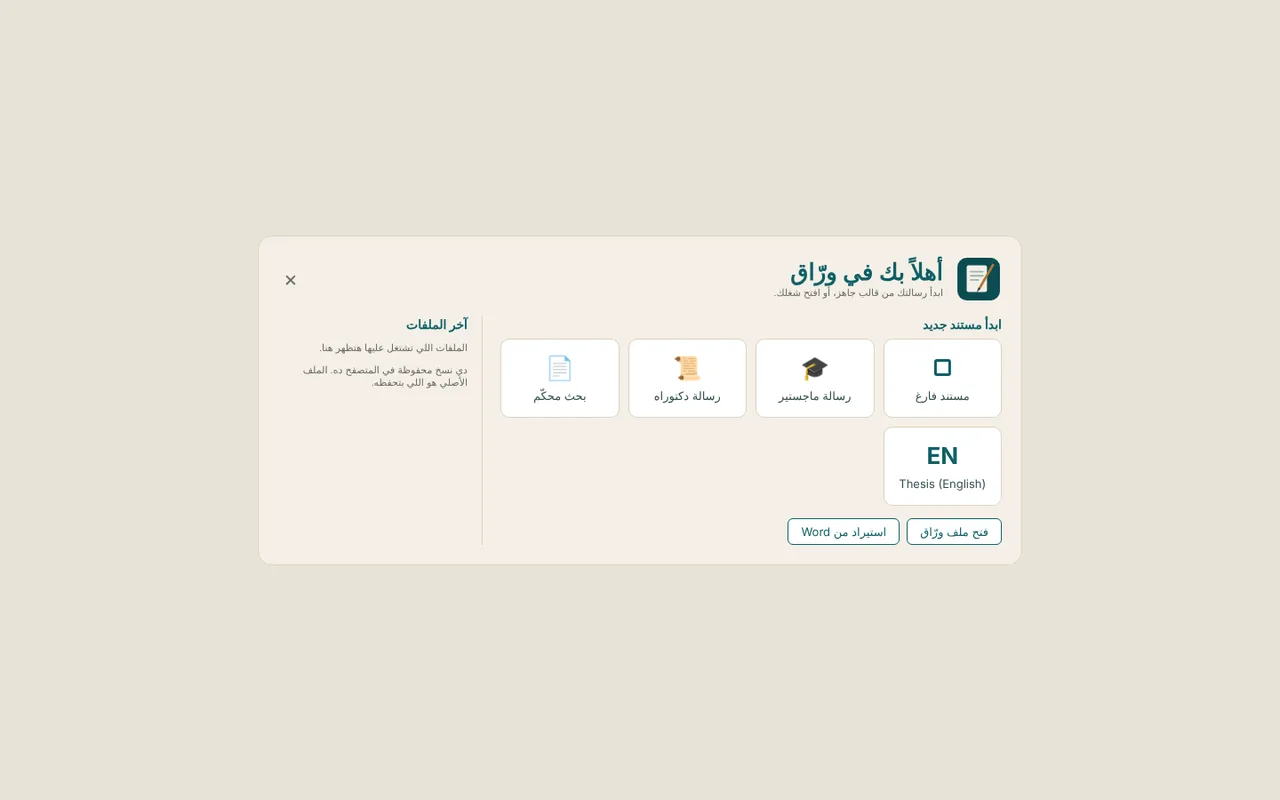 أهلاً بك في ورّاق
ابدأ رسالتك من قالب جاهز، أو افتح شغلك.
ابدأ مستند جديد
مستند فارغ
رسالة ماجستير
رسالة دكتوراه
بحث محكّم
EN
Thesis (English)
فتح ملف ورّاق
استيراد من Word
آخر الملفات
الملفات اللي تشتغل عليها هتظهر هنا.
دي نسخ محفوظة في المتصفح ده. الملف
الأصلي هو اللي بتحفظه.